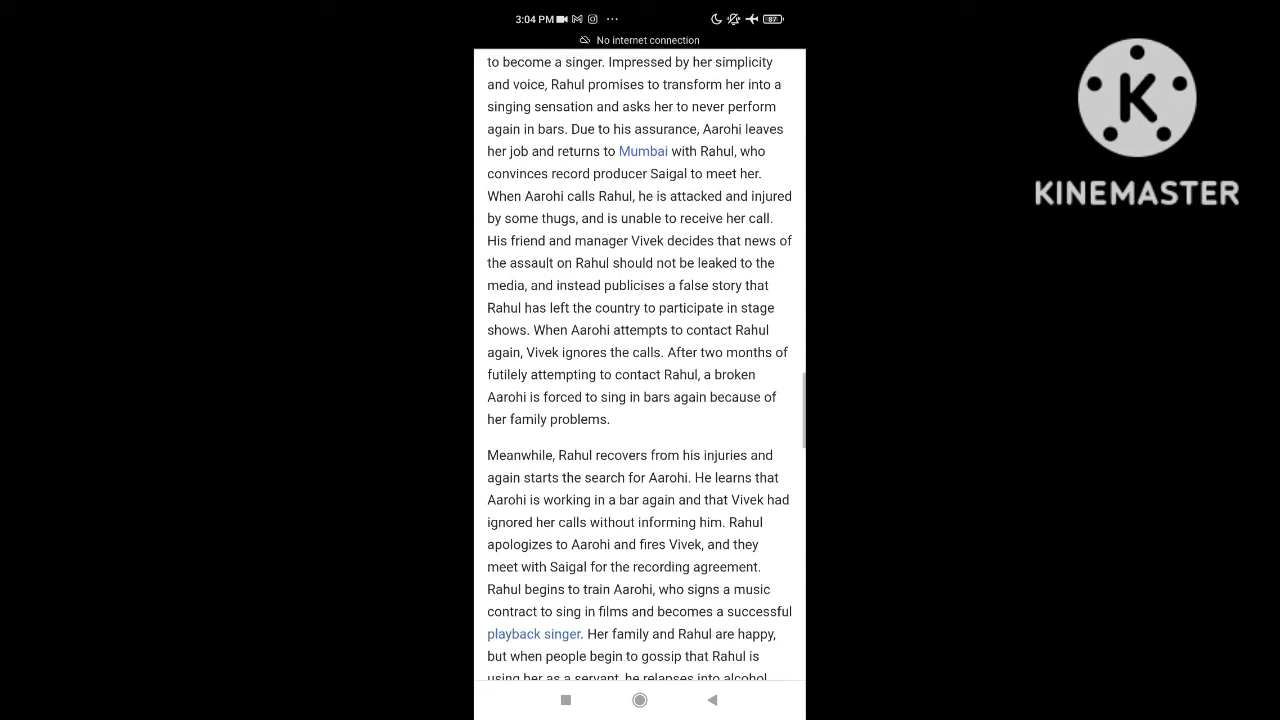 3:04 PM
87
No internet connection
to become a singer. Impressed by her simplicity
and voice, Rahul promises to transform her into a
singing sensation and asks her to never perform
again in bars. Due to his assurance, Aarohi leaves
her job and returns to Mumbai with Rahul, who
convinces record producer Saigal to meet her.
When Aarohi calls Rahul, he is attacked and injured
by some thugs, and is unable to receive her call.
His friend and manager Vivek decides that news of
the assault on Rahul should not be leaked to the
media, and instead publicises a false story that
Rahul has left the country to participate in stage
shows. When Aarohi attempts to contact Rahul
again, Vivek ignores the calls. After two months of
futilely attempting to contact Rahul, a broken
Aarohi is forced to sing in bars again because of
her family problems.
Meanwhile, Rahul recovers from his injuries and
again starts the search for Aarohi. He learns that
Aarohi is working in a bar again and that Vivek had
ignored her calls without informing him. Rahul
apologizes to Aarohi and fires Vivek, and they
meet with Saigal for the recording agreement.
Rahul begins to train Aarohi, who signs a music
contract to sing in films and becomes a successful
playback singer. Her family and Rahul are happy,
but when people begin to gossip that Rahul is
using her as a servant, he relapses into alcohol
K
KINEMASTER